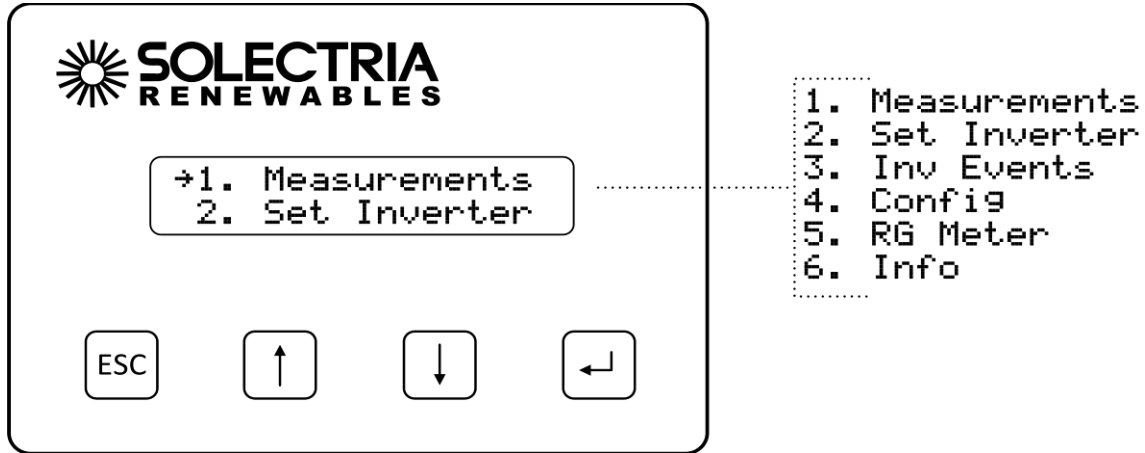 SOLECTRIA
RENEWABLES
→1. Measurements
2. Set Inverter
ESC
↑
↓
↵
1. Measurements
2. Set Inverter
3. Inv Events
4. Config
5. RG Meter
6. Info